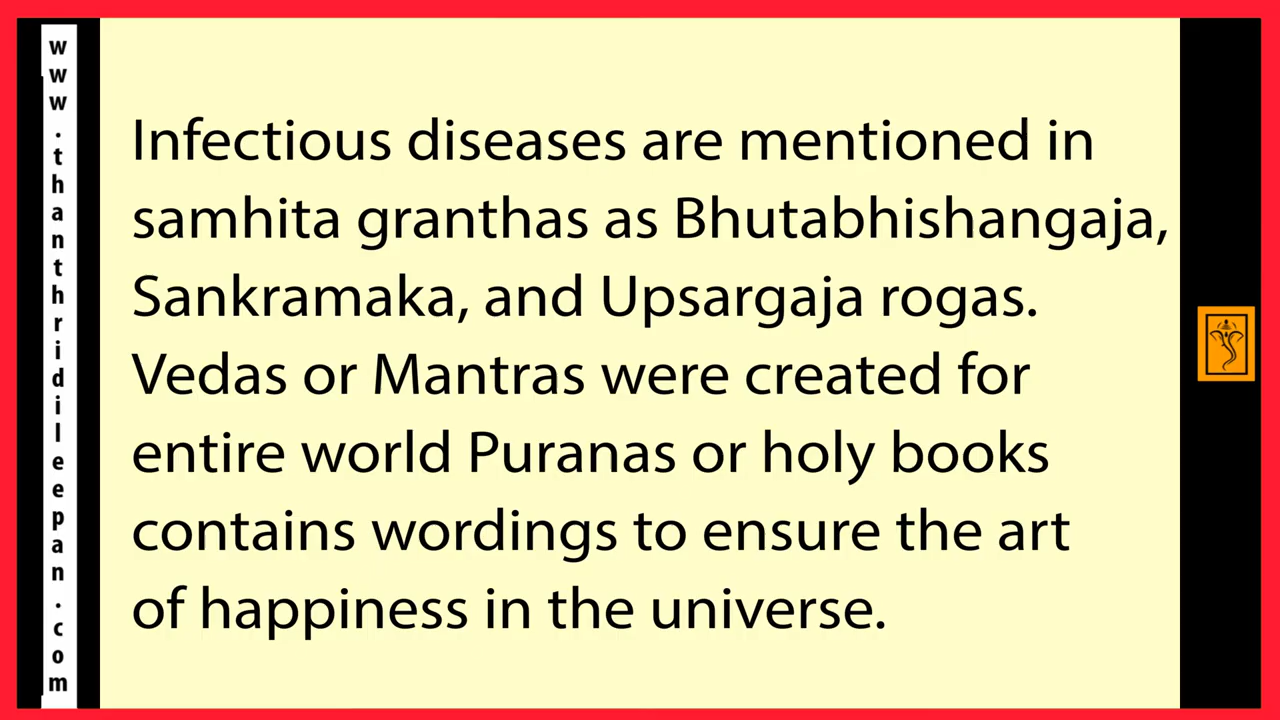 www.thanthridileepan.com
Infectious diseases are mentioned in
samhita granthas as Bhutabhishangaja,
Sankramaka, and Upsargaja rogas.
Vedas or Mantras were created for
entire world Puranas or holy books
contains wordings to ensure the art
of happiness in the universe.